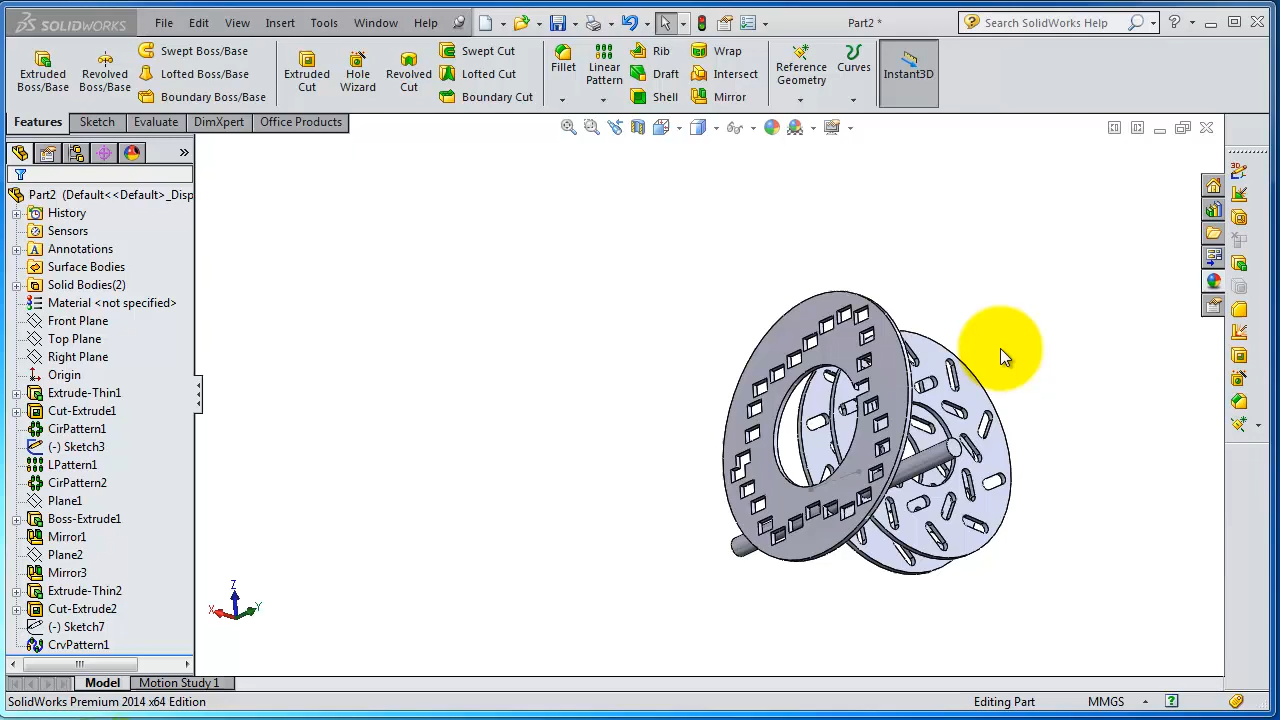 SOLIDWORKS File Edit View Insert Tools Window Help Part2 * Search SolidWorks Help
Extruded Boss/Base
Revolved Boss/Base
Swept Boss/Base
Lofted Boss/Base
Boundary Boss/Base
Extruded Cut
Hole Wizard
Revolved Cut
Swept Cut
Lofted Cut
Boundary Cut
Fillet
Linear Pattern
Rib
Draft
Shell
Wrap
Intersect
Mirror
Reference Geometry
Curves
Instant3D
Features Sketch Evaluate DimXpert Office Products
Part2 (Default<<Default>_Disp
History
Sensors
A Annotations
Surface Bodies
Solid Bodies(2)
Material <not specified>
Front Plane
Top Plane
Right Plane
Origin
Extrude-Thin1
Cut-Extrude1
CirPattern1
(-) Sketch3
LPattern1
CirPattern2
Plane1
Boss-Extrude1
Mirror1
Plane2
Mirror3
Extrude-Thin2
Cut-Extrude2
(-) Sketch7
CrvPattern1
Z
X Y
Model Motion Study 1
SolidWorks Premium 2014 x64 Edition Editing Part MMGS